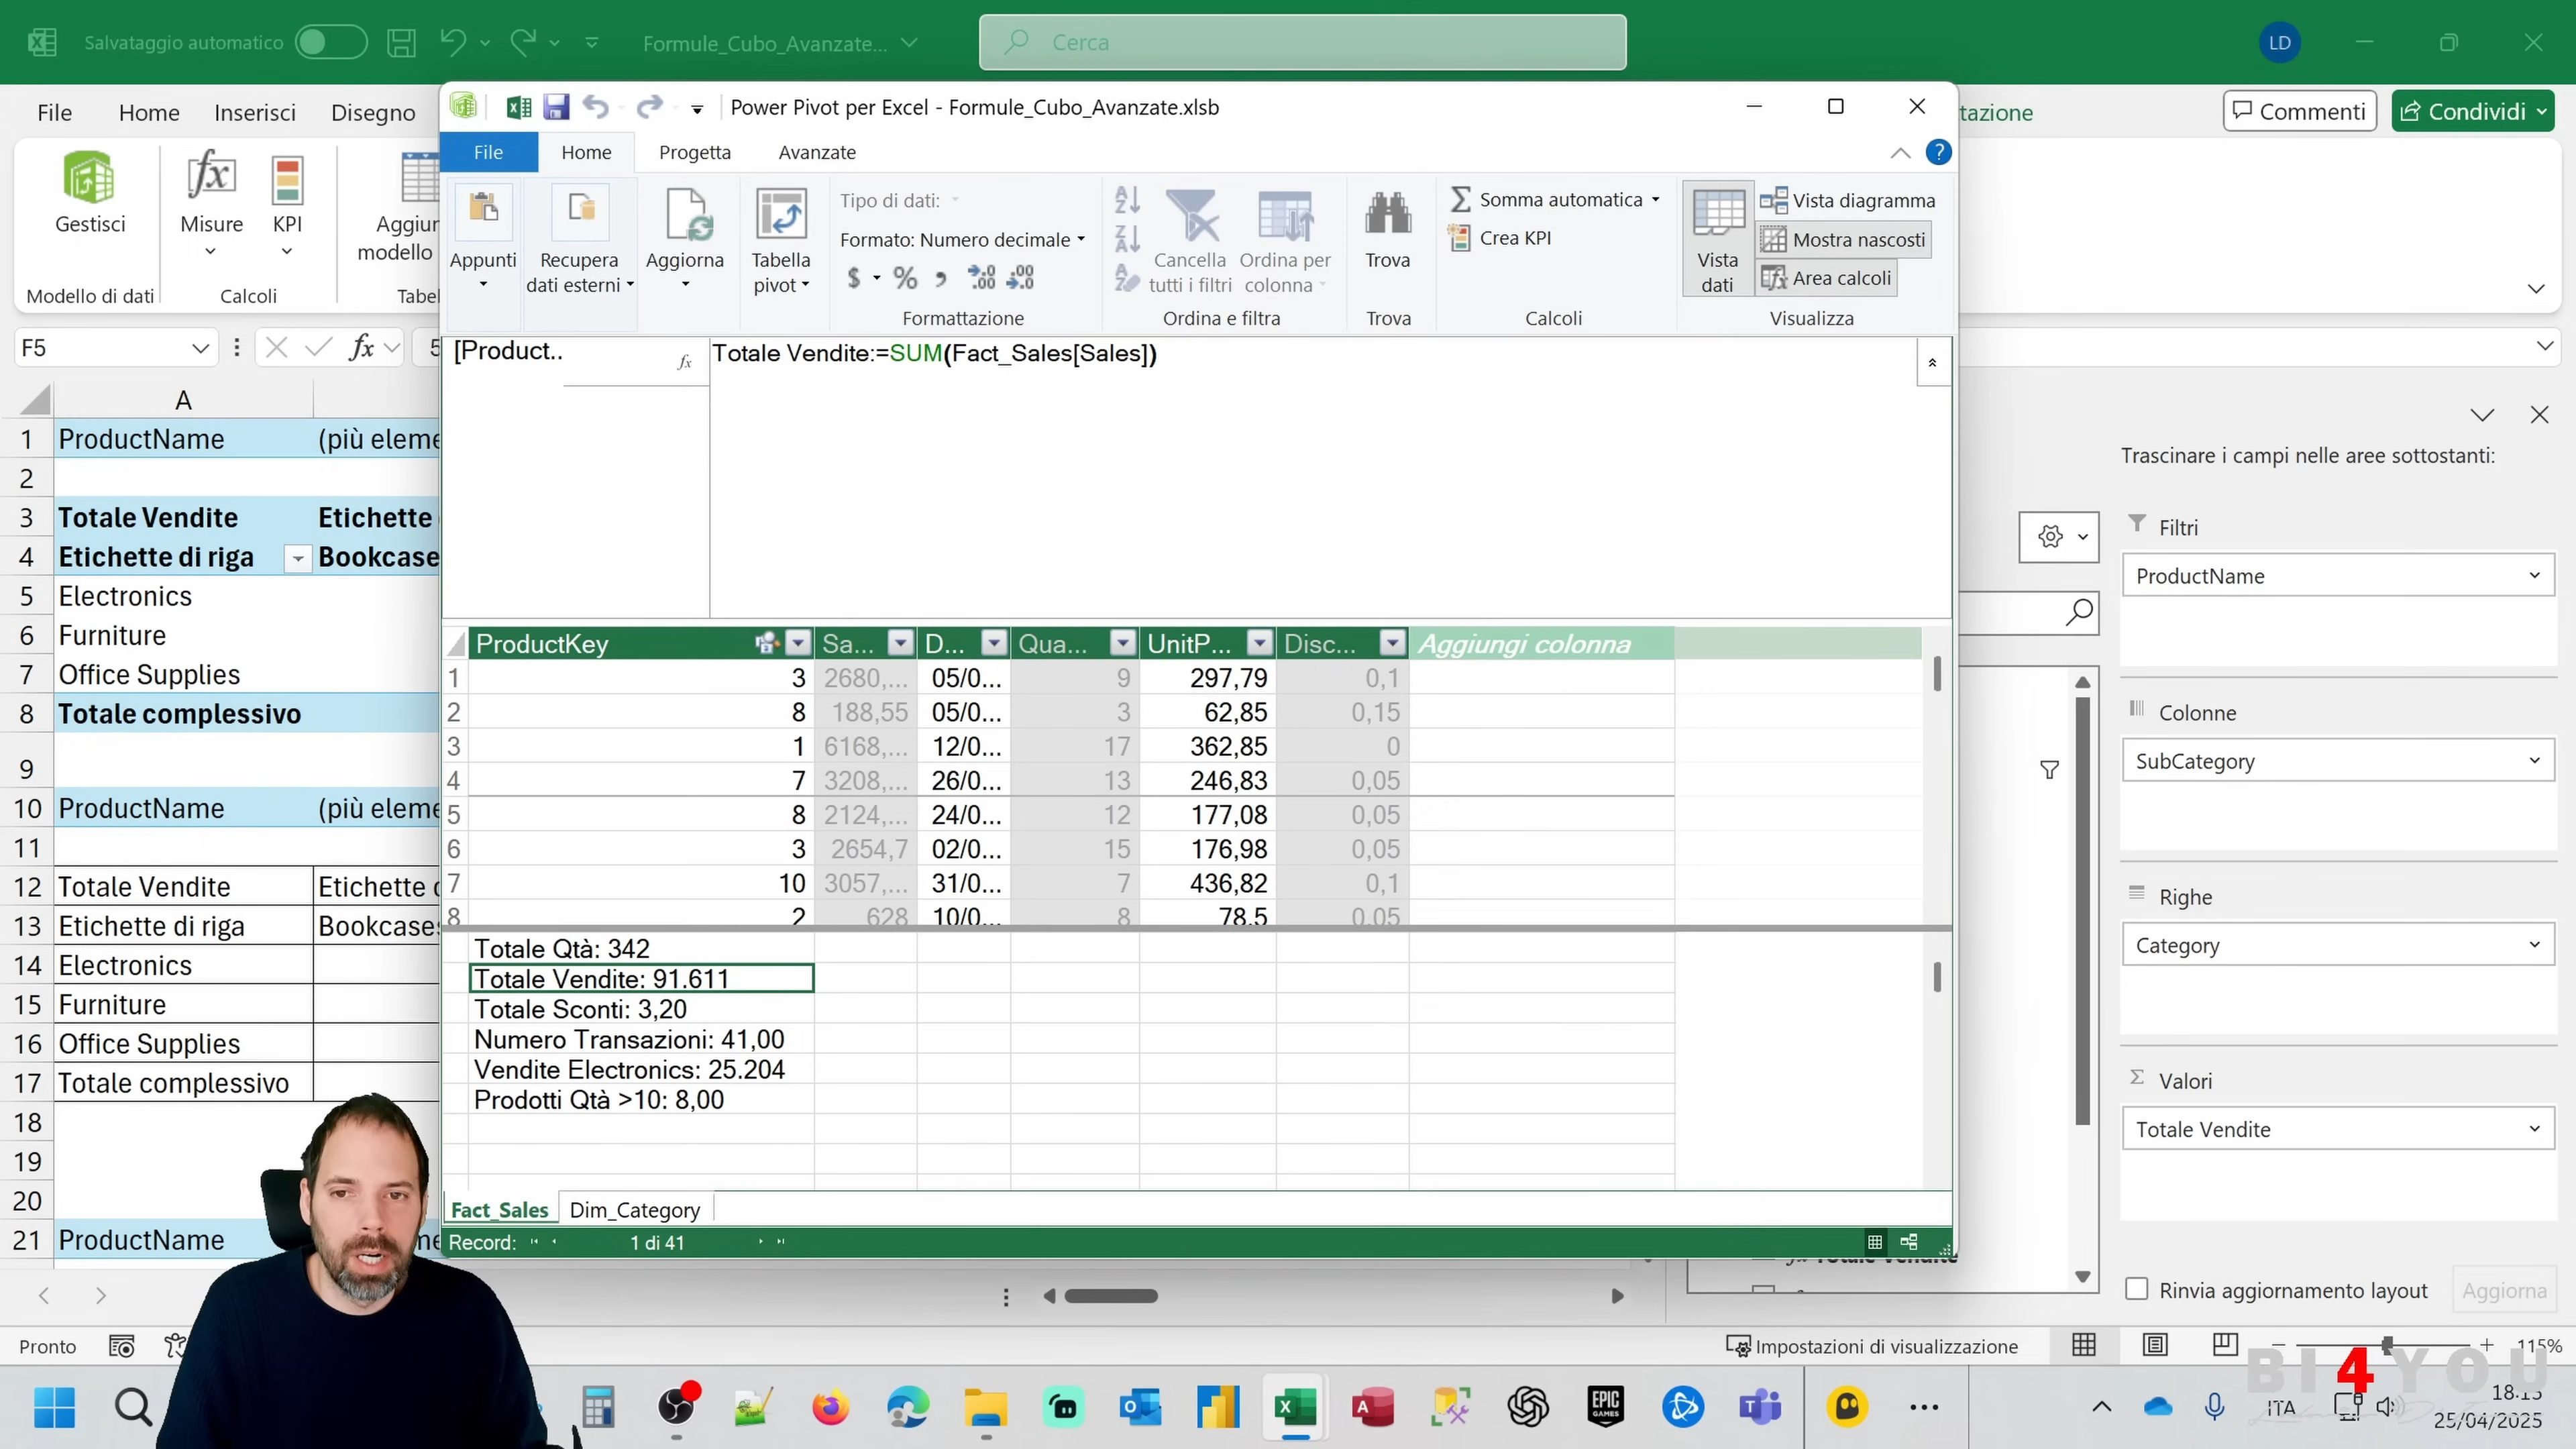 Salvataggio automatico
Formule_Cubo_Avanzate...
Cerca
LD
File
Home
Inserisci
Disegno
tazione
Commenti
Condividi
Gestisci
Misure
KPI
Modello di dati
Calcoli
F5
Power Pivot per Excel - Formule_Cubo_Avanzate.xlsb
File
Home
Progetta
Avanzate
Appunti
Recupera
dati esterni
Aggiorna
Tabella
pivot
Tipo di dati:
Formato: Numero decimale
Formattazione
Cancella
tutti i filtri
Ordina per
colonna
Ordina e filtra
Trova
Trova
Somma automatica
Crea KPI
Calcoli
Vista
dati
Vista diagramma
Mostra nascosti
Area calcoli
Visualizza
[Product..
fx
Totale Vendite:=SUM(Fact_Sales[Sales])
A
1 ProductName (più eleme
2
3 Totale Vendite Etichette
4 Etichette di riga Bookcase
5 Electronics
6 Furniture
7 Office Supplies
8 Totale complessivo
9
10 ProductName (più eleme
11
12 Totale Vendite Etichette
13 Etichette di riga Bookcases
14 Electronics
15 Furniture
16 Office Supplies
17 Totale complessivo
18
19
20
21 ProductName
ProductKey Sa... D... Qua... UnitP... Disc... Aggiungi colonna
1 3 2680,... 05/0... 9 297,79 0,1
2 8 188,55 05/0... 3 62,85 0,15
3 1 6168,... 12/0... 17 362,85 0
4 7 3208,... 26/0... 13 246,83 0,05
5 8 2124,... 24/0... 12 177,08 0,05
6 3 2654,7 02/0... 15 176,98 0,05
7 10 3057,... 31/0... 7 436,82 0,1
8 2 628 10/0... 8 78,5 0,05
Totale Qtà: 342
Totale Vendite: 91.611
Totale Sconti: 3,20
Numero Transazioni: 41,00
Vendite Electronics: 25.204
Prodotti Qtà >10: 8,00
Fact_Sales
Dim_Category
Record: 1 di 41
Trascinare i campi nelle aree sottostanti:
Filtri
ProductName
Colonne
SubCategory
Righe
Category
Valori
Totale Vendite
Rinvia aggiornamento layout
Aggiorna
Pronto
Impostazioni di visualizzazione
115%
BI4YOU
ITA
18.15
25/04/2025